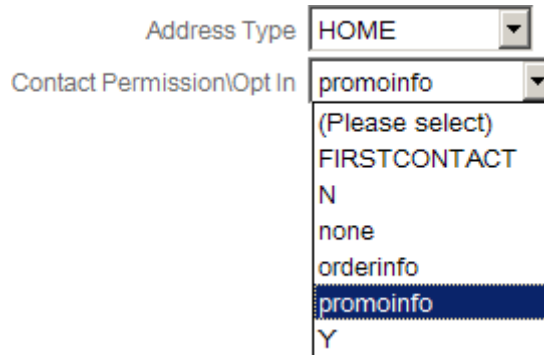 Address Type HOME
Contact Permission\Opt In promoinfo
(Please select)
FIRSTCONTACT
N
none
orderinfo
promoinfo
Y